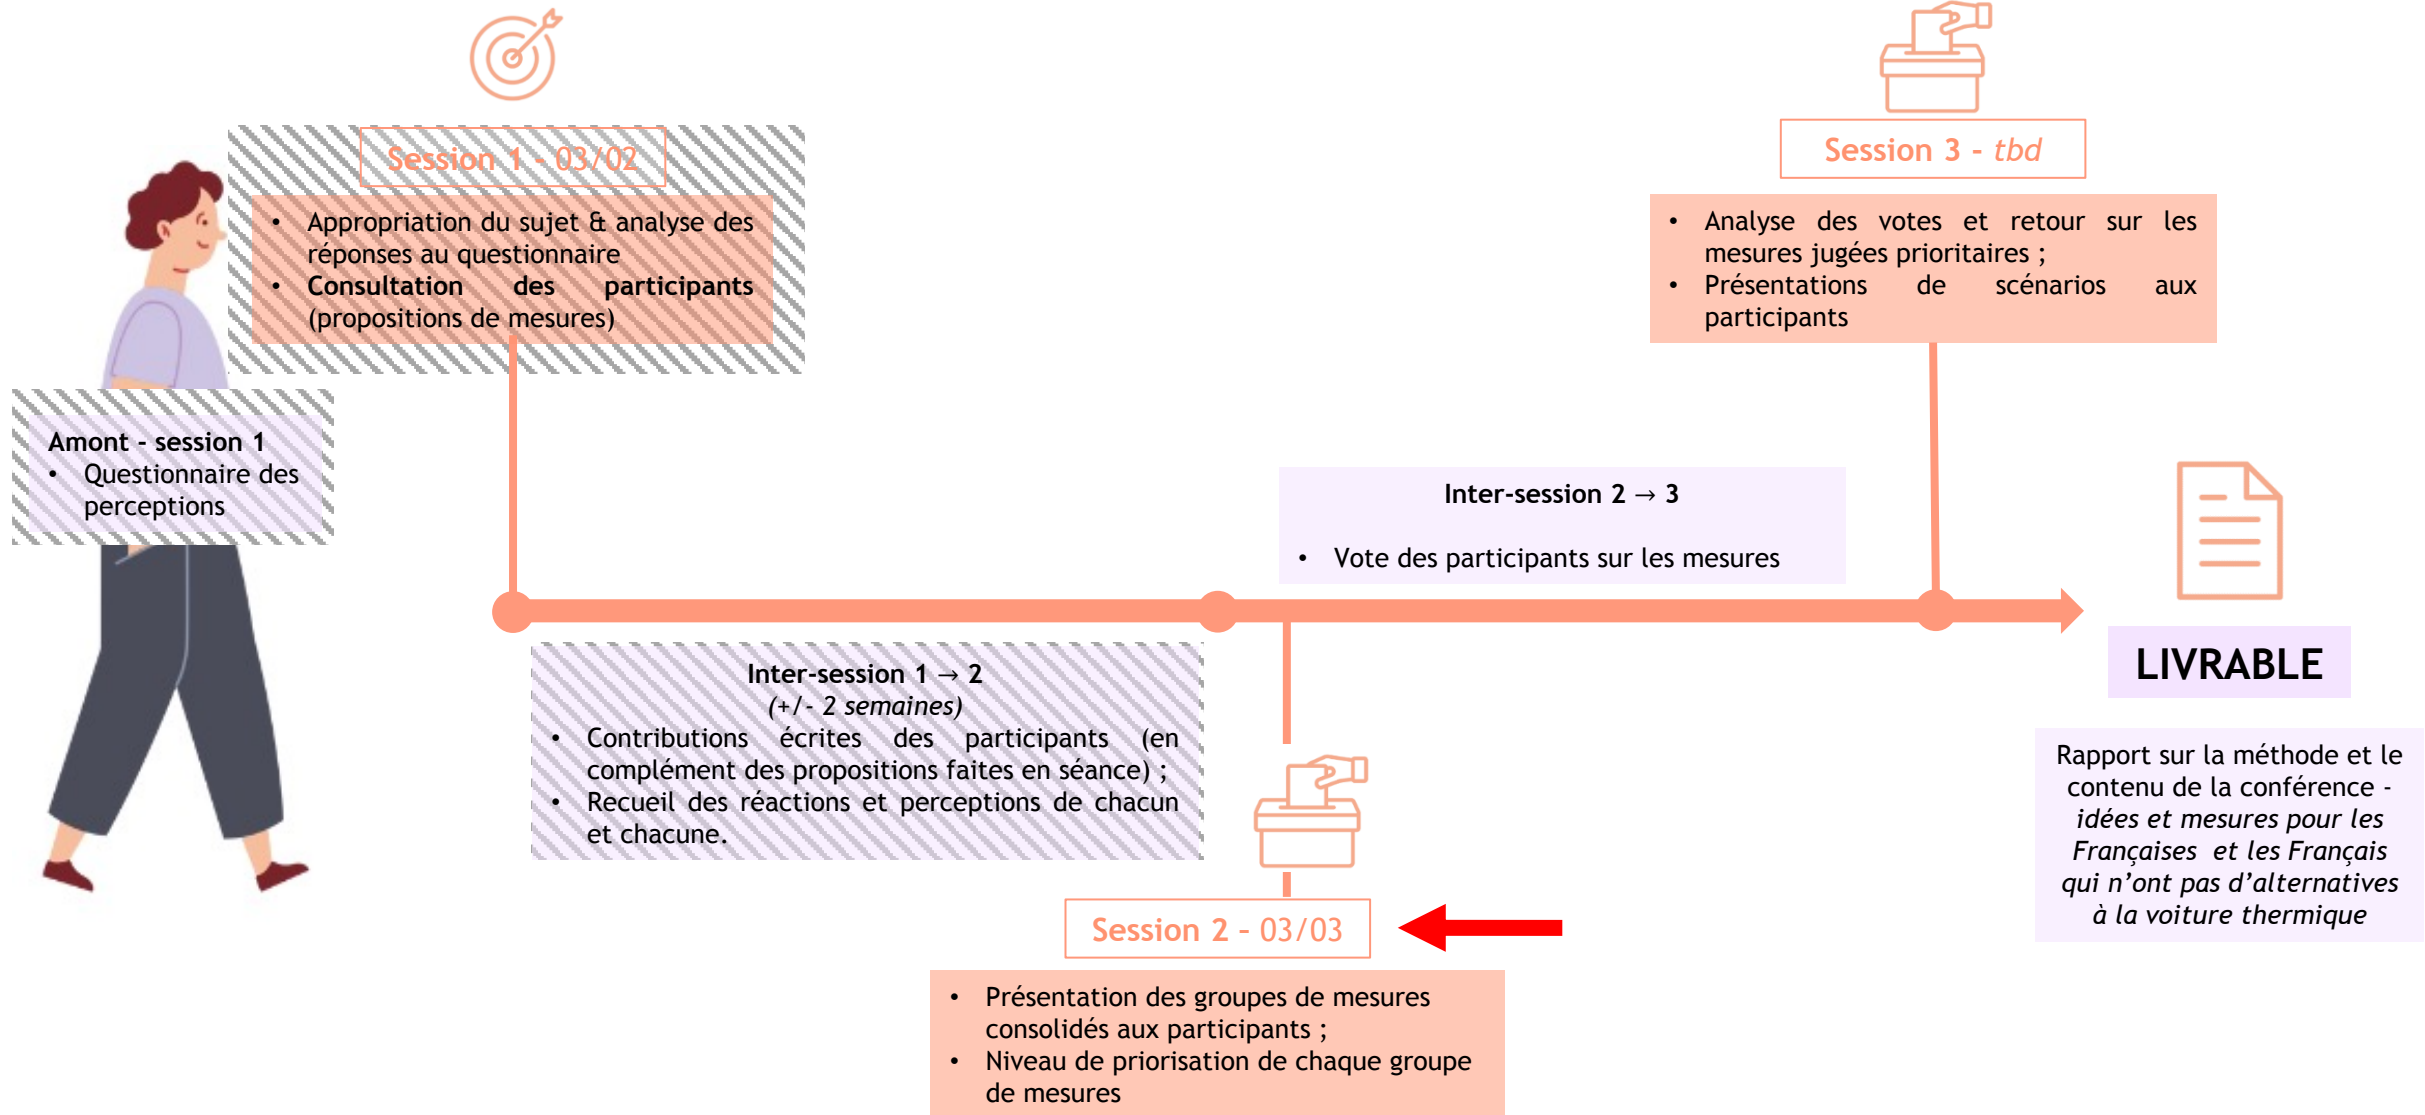 Session 1 - 03/02
• Appropriation du sujet & analyse des
réponses au questionnaire
• Consultation des participants
(propositions de mesures)
Amont - session 1
• Questionnaire des
perceptions
Inter-session 1 → 2
(+/- 2 semaines)
• Contributions écrites des participants (en
complément des propositions faites en séance) ;
• Recueil des réactions et perceptions de chacun
et chacune.
Session 2 - 03/03
• Présentation des groupes de mesures
consolidés aux participants ;
• Niveau de priorisation de chaque groupe
de mesures
Inter-session 2 → 3
• Vote des participants sur les mesures
Session 3 - tbd
• Analyse des votes et retour sur les
mesures jugées prioritaires ;
• Présentations de scénarios aux
participants
LIVRABLE
Rapport sur la méthode et le
contenu de la conférence -
idées et mesures pour les
Françaises et les Français
qui n'ont pas d'alternatives
à la voiture thermique